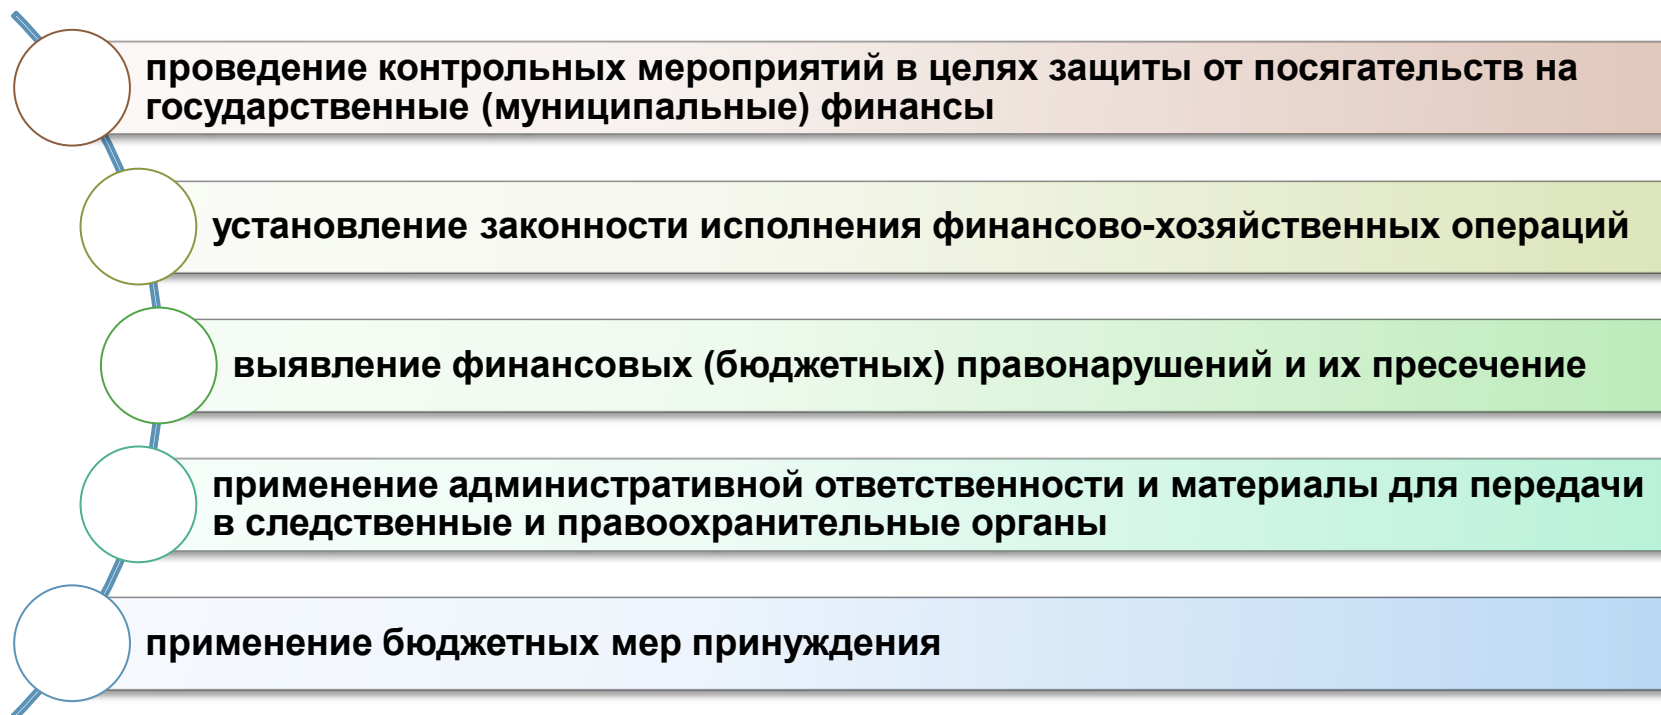 проведение контрольных мероприятий в целях защиты от посягательств на
государственные (муниципальные) финансы
установление законности исполнения финансово-хозяйственных операций
выявление финансовых (бюджетных) правонарушений и их пресечение
применение административной ответственности и материалы для передачи
в следственные и правоохранительные органы
применение бюджетных мер принуждения